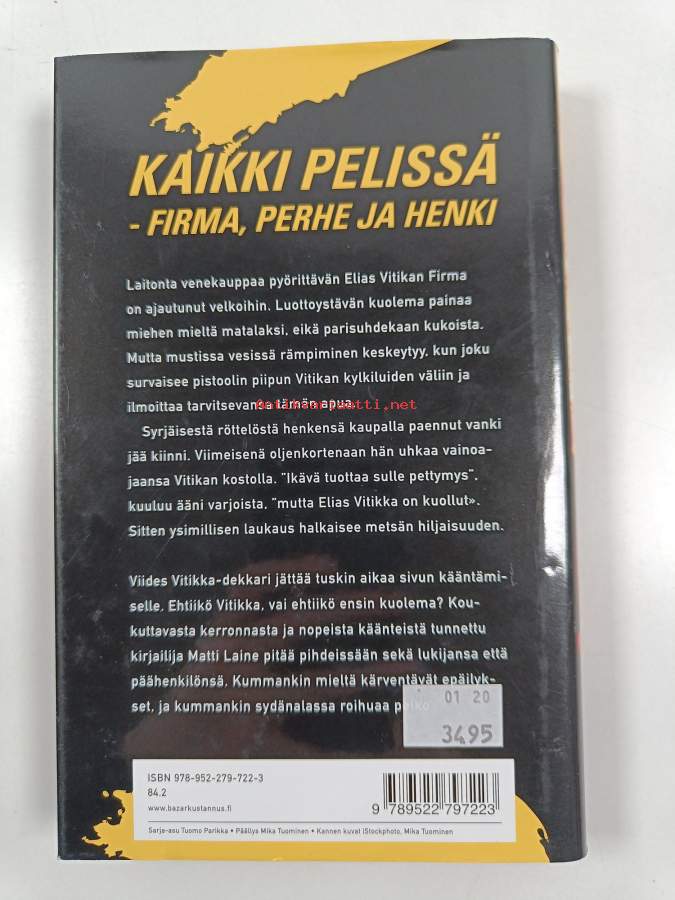 KAIKKI PELISSÄ
- FIRMA, PERHE JA HENKI
Laitonta venekauppaa pyörittävän Elias Vitikan Firma
on ajautunut velkoihin. Luottoystävän kuolema painaa
miehen mieltä matalaksi, eikä parisuhdekaan kukoista.
Mutta mustissa vesissä rämpiminen keskeytyy, kun joku
survaisee pistoolin piipun Vitikan kylkiluiden väliin ja
ilmoittaa tarvitsevansa tämän apua.
Antikvariaatti.net
Syrjäisestä röttelöstä henkensä kaupalla paennut vanki
jää kiinni. Viimeisenä oljenkortenaan hän uhkaa vainoa-
jaansa Vitikan kostolla. "Ikävä tuottaa sulle pettymys",
kuuluu ääni varjoista, "mutta Elias Vitikka on kuollut».
Sitten ysimillisen laukaus halkaisee metsän hiljaisuuden.
Viides Vitikka-dekkari jättää tuskin aikaa sivun kääntämi-
selle. Ehtiikö Vitikka, vai ehtiikö ensin kuolema? Kou-
kuttavasta kerronnasta ja nopeista käänteistä tunnettu
kirjailija Matti Laine pitää pihdeissään sekä lukijansa että
päähenkilönsä. Kummankin mieltä kärventävät epäilyk-
set, ja kummankin sydänalassa roihuaa pelko
01 20
3495
ISBN 978-952-279-722-3
84.2
www.bazarkustannus.fi
9 789522 797223
Sarja-asu Tuomo Parikka • Päällys Mika Tuominen • Kannen kuvat iStockphoto, Mika Tuominen